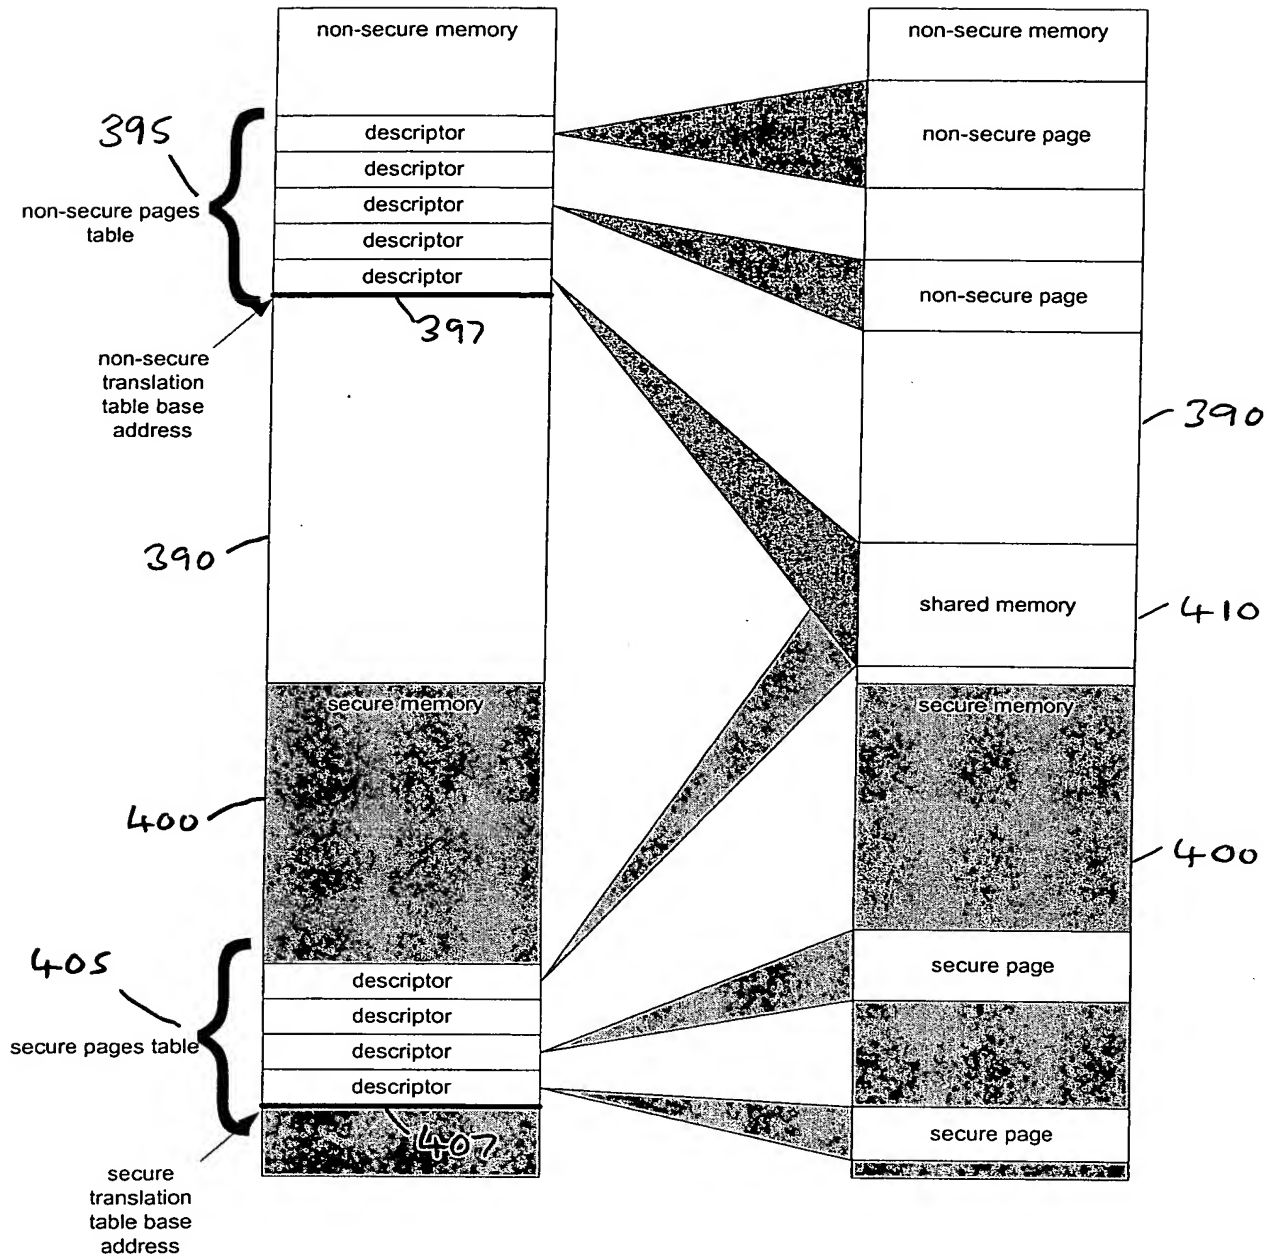 non-secure memory
non-secure memory
395
descriptor
non-secure page
descriptor
non-secure pages
table
descriptor
descriptor
descriptor
non-secure page
397
non-secure
translation
table base
address
390
390
shared memory
410
secure memory
secure memory
400
400
405
descriptor
secure page
descriptor
secure pages table
descriptor
descriptor
407
secure page
secure
translation
table base
address